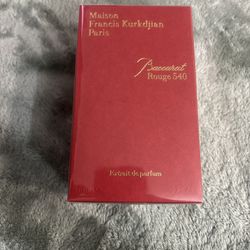 Maison
Francis Kurkdjian
Paris
Baccarat
Rouge 540
Extrait de parfum